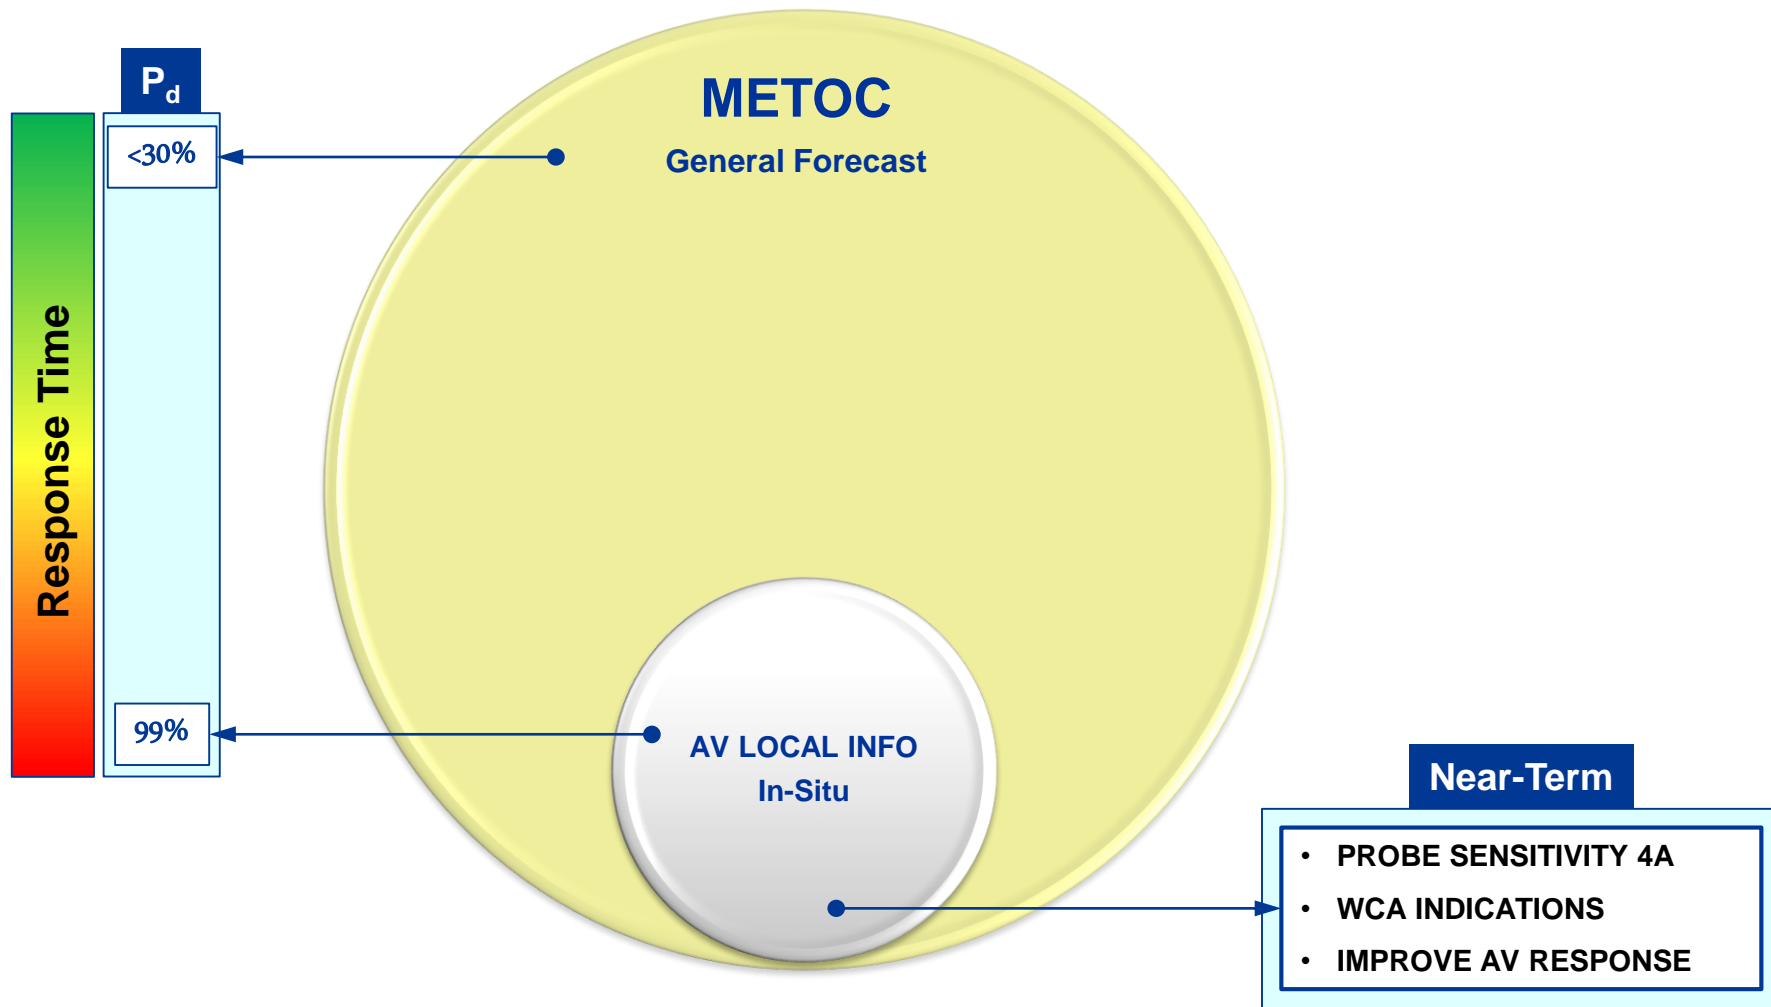 P_d
<30%
METOC
General Forecast
Response Time
99%
AV LOCAL INFO
In-Situ
Near-Term
• PROBE SENSITIVITY 4A
• WCA INDICATIONS
• IMPROVE AV RESPONSE